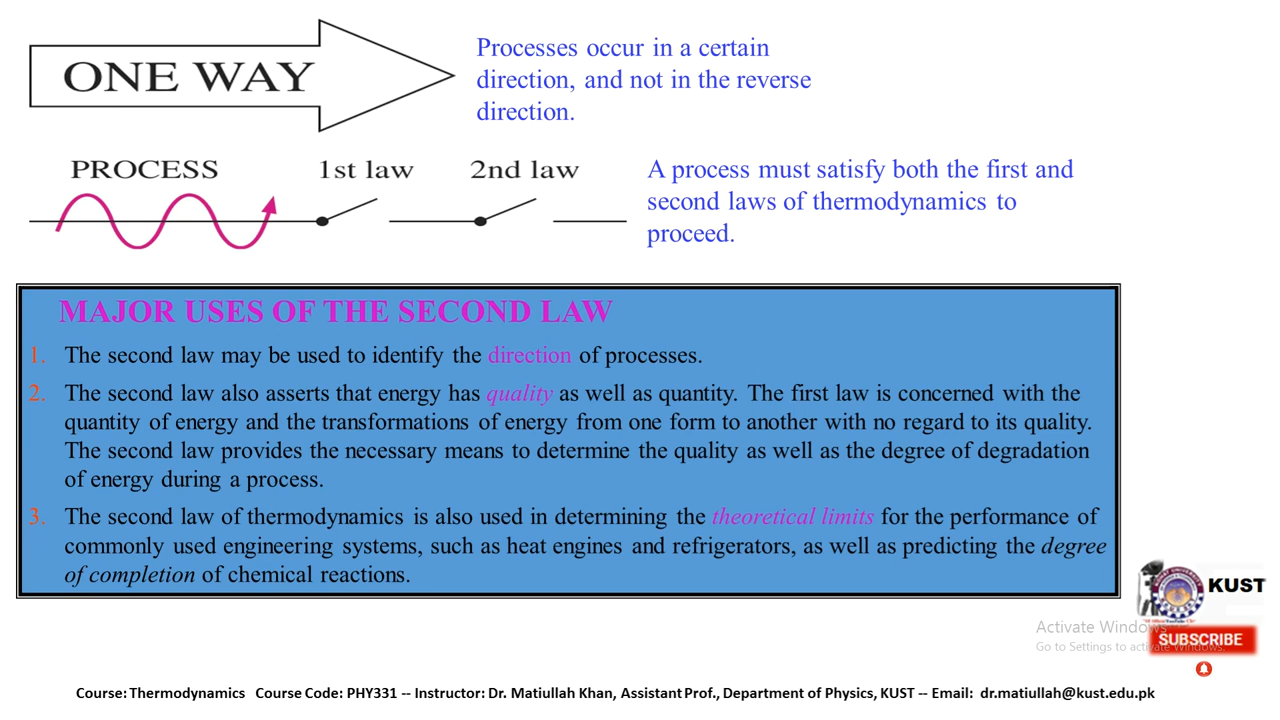 ONE WAY
Processes occur in a certain
direction, and not in the reverse
direction.
PROCESS
1st law
2nd law
A process must satisfy both the first and
second laws of thermodynamics to
proceed.
MAJOR USES OF THE SECOND LAW
1. The second law may be used to identify the direction of processes.
2. The second law also asserts that energy has quality as well as quantity. The first law is concerned with the
quantity of energy and the transformations of energy from one form to another with no regard to its quality.
The second law provides the necessary means to determine the quality as well as the degree of degradation
of energy during a process.
3. The second law of thermodynamics is also used in determining the theoretical limits for the performance of
commonly used engineering systems, such as heat engines and refrigerators, as well as predicting the degree
of completion of chemical reactions.
KUST
Activate Windows
SUBSCRIBE
Go to Settings to activate Windows.
Course: Thermodynamics Course Code: PHY331 -- Instructor: Dr. Matiullah Khan, Assistant Prof., Department of Physics, KUST -- Email: dr.matiullah@kust.edu.pk